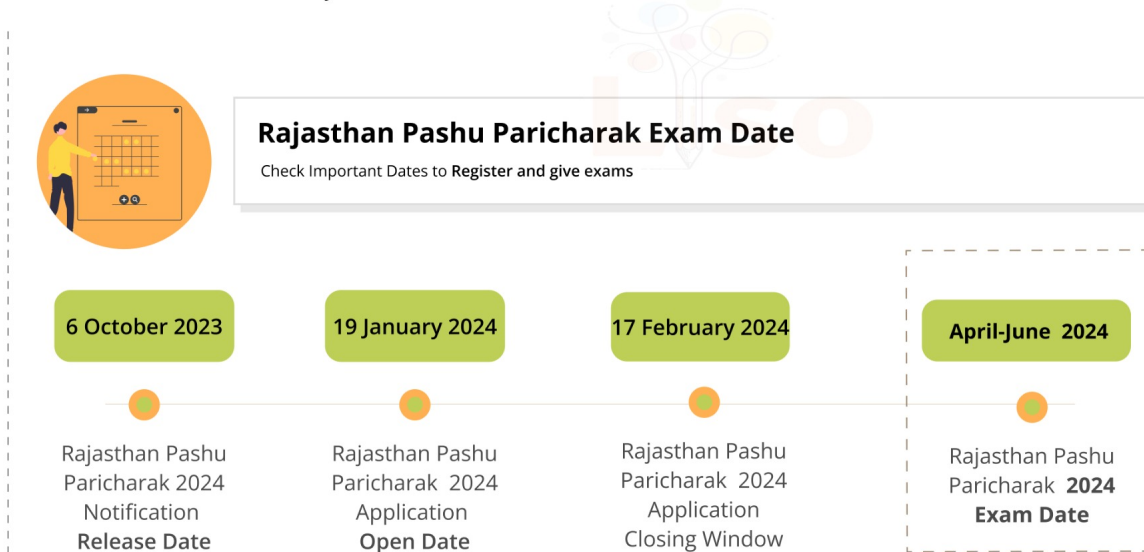 Rajasthan Pashu Paricharak Exam Date
Check Important Dates to Register and give exams
6 October 2023
19 January 2024
17 February 2024
April-June 2024
Rajasthan Pashu
Paricharak 2024
Notification
Release Date
Rajasthan Pashu
Paricharak 2024
Application
Open Date
Rajasthan Pashu
Paricharak 2024
Application
Closing Window
Rajasthan Pashu
Paricharak 2024
Exam Date